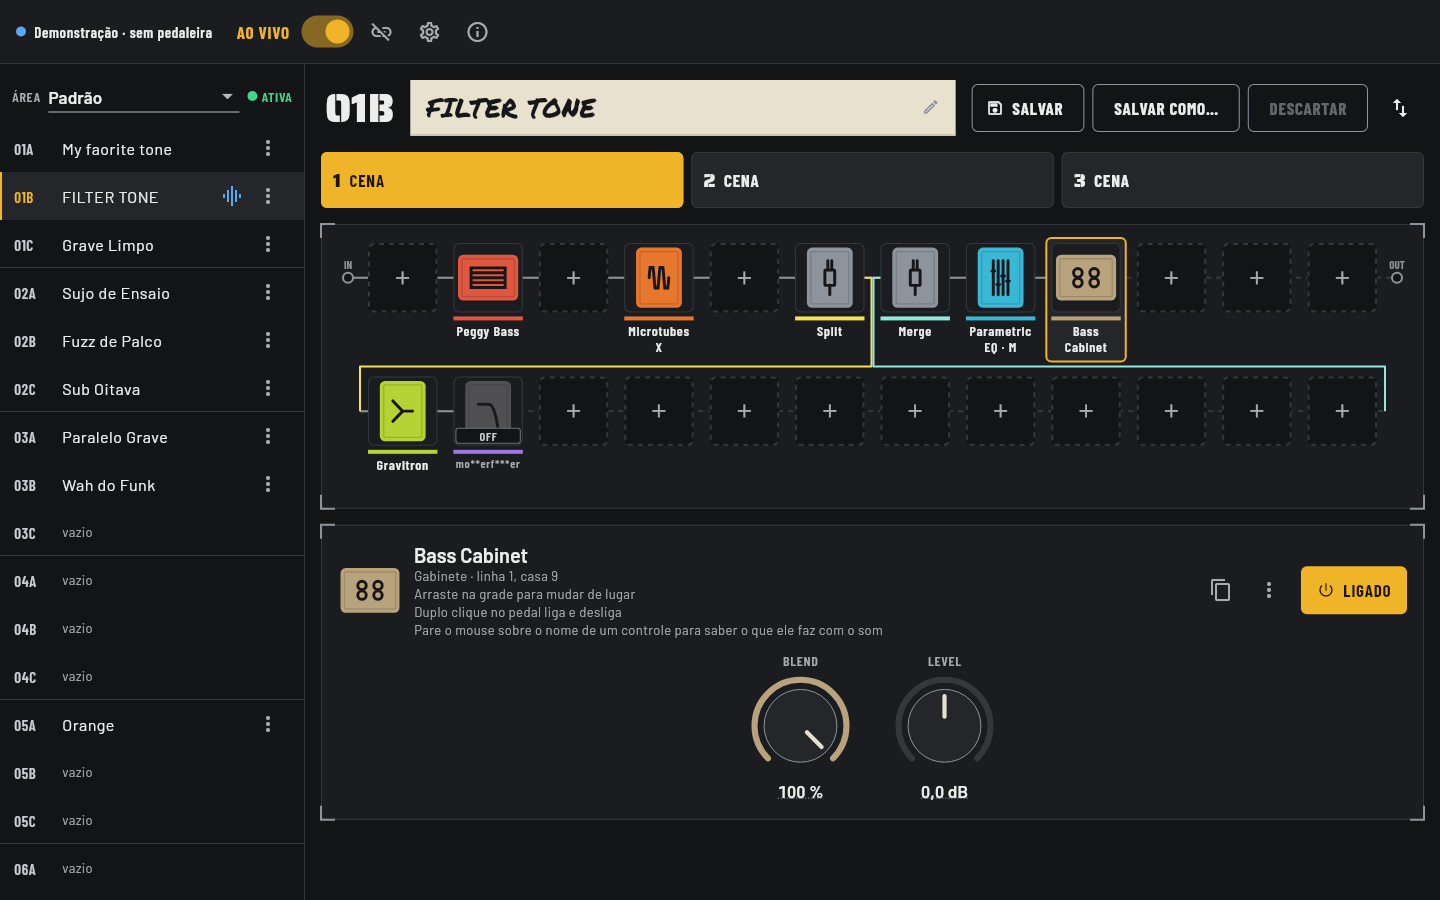 Demonstração · sem pedaleira
AO VIVO
ÁREA Padrão ATIVA
01A My faorite tone
01B FILTER TONE
01C Grave Limpo
02A Sujo de Ensaio
02B Fuzz de Palco
02C Sub Oitava
03A Paralelo Grave
03B Wah do Funk
03C vazio
04A vazio
04B vazio
04C vazio
05A Orange
05B vazio
05C vazio
06A vazio
01B FILTER TONE
SALVAR
SALVAR COMO...
DESCARTAR
1 CENA
2 CENA
3 CENA
IN
OUT
Peggy Bass
Microtubes
X
Split
Merge
Parametric
EQ · M
Bass
Cabinet
OFF
Gravitron
mo**erf***er
Bass Cabinet
Gabinete · linha 1, casa 9
Arraste na grade para mudar de lugar
Duplo clique no pedal liga e desliga
Pare o mouse sobre o nome de um controle para saber o que ele faz com o som
LIGADO
BLEND
LEVEL
100 %
0,0 dB